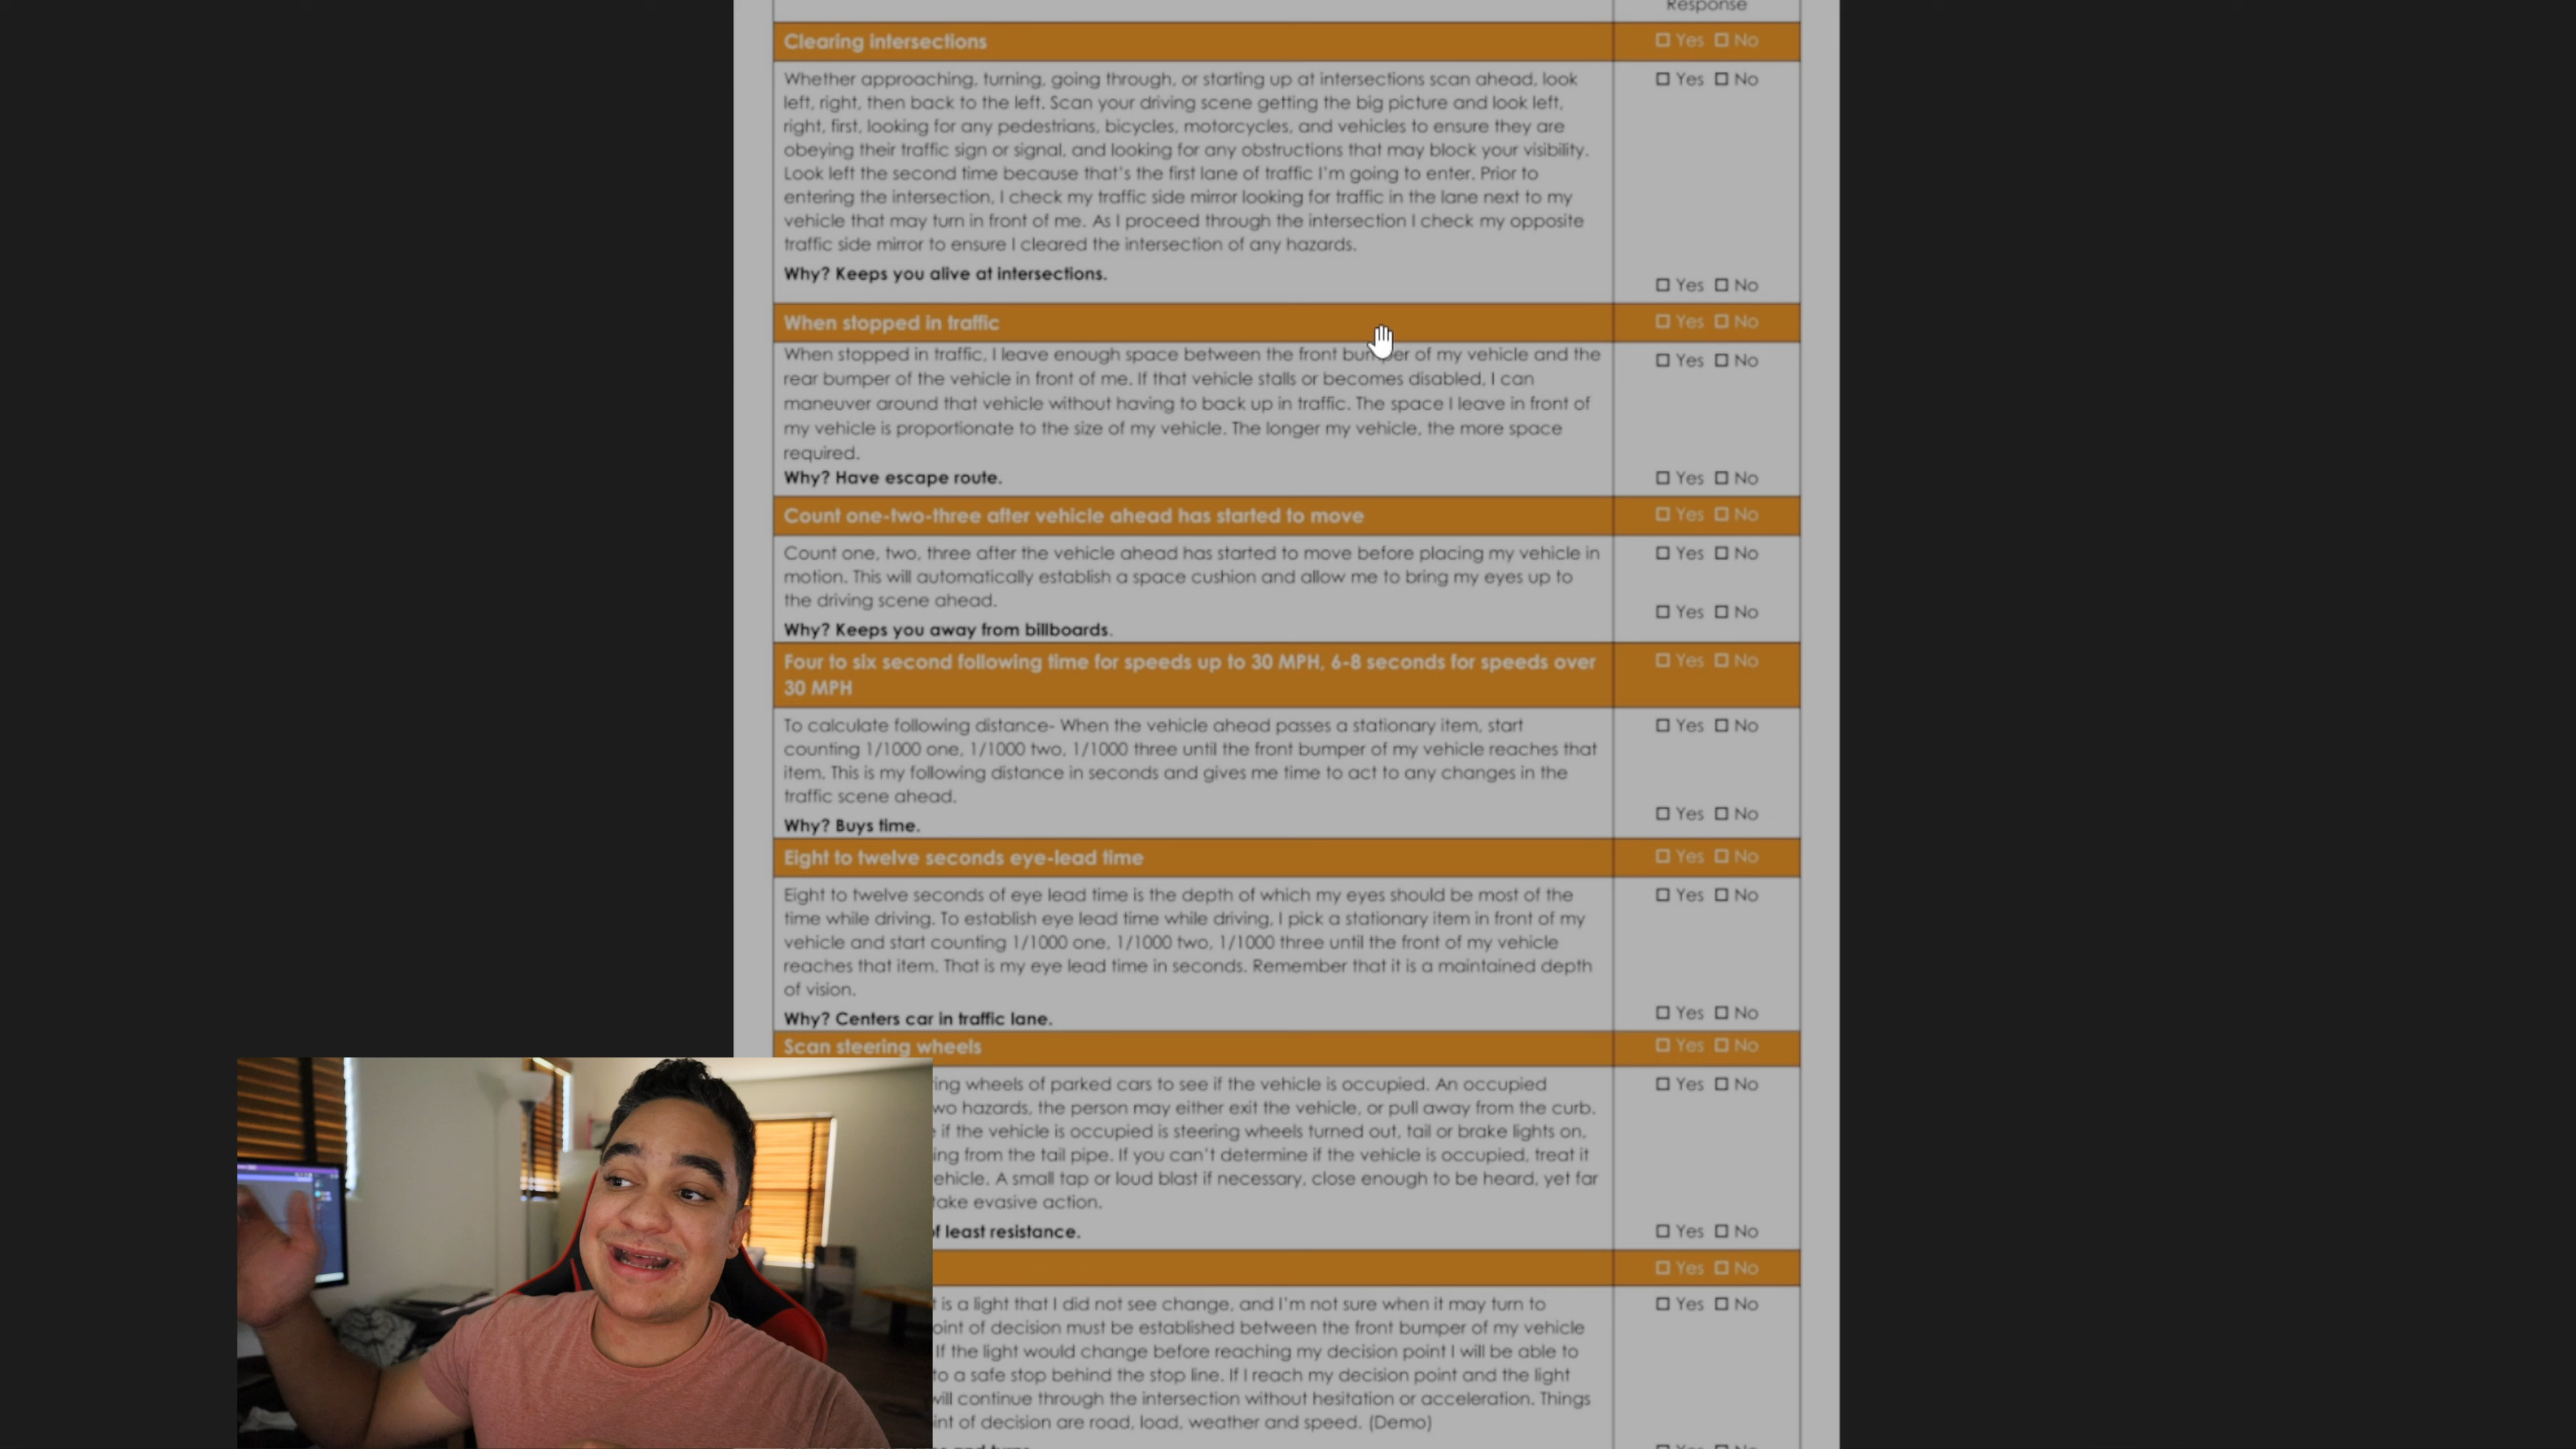 Response
Clearing intersections
☐ Yes ☐ No
Whether approaching, turning, going through, or starting up at intersections scan ahead, look
left, right, then back to the left. Scan your driving scene getting the big picture and look left,
right, first, looking for any pedestrians, bicycles, motorcycles, and vehicles to ensure they are
obeying their traffic sign or signal, and looking for any obstructions that may block your visibility.
Look left the second time because that's the first lane of traffic I'm going to enter. Prior to
entering the intersection, I check my traffic side mirror looking for traffic in the lane next to my
vehicle that may turn in front of me. As I proceed through the intersection I check my opposite
traffic side mirror to ensure I cleared the intersection of any hazards.
☐ Yes ☐ No
Why? Keeps you alive at intersections.
☐ Yes ☐ No
When stopped in traffic
☐ Yes ☐ No
When stopped in traffic, I leave enough space between the front bumper of my vehicle and the
rear bumper of the vehicle in front of me. If that vehicle stalls or becomes disabled, I can
maneuver around that vehicle without having to back up in traffic. The space I leave in front of
my vehicle is proportionate to the size of my vehicle. The longer my vehicle, the more space
required.
☐ Yes ☐ No
Why? Have escape route.
☐ Yes ☐ No
Count one-two-three after vehicle ahead has started to move
☐ Yes ☐ No
Count one, two, three after the vehicle ahead has started to move before placing my vehicle in
motion. This will automatically establish a space cushion and allow me to bring my eyes up to
the driving scene ahead.
☐ Yes ☐ No
Why? Keeps you away from billboards.
☐ Yes ☐ No
Four to six second following time for speeds up to 30 MPH, 6-8 seconds for speeds over
30 MPH
☐ Yes ☐ No
To calculate following distance- When the vehicle ahead passes a stationary item, start
counting 1/1000 one, 1/1000 two, 1/1000 three until the front bumper of my vehicle reaches that
item. This is my following distance in seconds and gives me time to act to any changes in the
traffic scene ahead.
☐ Yes ☐ No
Why? Buys time.
☐ Yes ☐ No
Eight to twelve seconds eye-lead time
☐ Yes ☐ No
Eight to twelve seconds of eye lead time is the depth of which my eyes should be most of the
time while driving. To establish eye lead time while driving, I pick a stationary item in front of my
vehicle and start counting 1/1000 one, 1/1000 two, 1/1000 three until the front of my vehicle
reaches that item. That is my eye lead time in seconds. Remember that it is a maintained depth
of vision.
☐ Yes ☐ No
Why? Centers car in traffic lane.
☐ Yes ☐ No
Scan steering wheels
☐ Yes ☐ No
ing wheels of parked cars to see if the vehicle is occupied. An occupied
wo hazards, the person may either exit the vehicle, or pull away from the curb.
if the vehicle is occupied is steering wheels turned out, tail or brake lights on,
ing from the tail pipe. If you can't determine if the vehicle is occupied, treat it
ehicle. A small tap or loud blast if necessary, close enough to be heard, yet far
ake evasive action.
☐ Yes ☐ No
f least resistance.
☐ Yes ☐ No
☐ Yes ☐ No
is a light that I did not see change, and I'm not sure when it may turn to
oint of decision must be established between the front bumper of my vehicle
If the light would change before reaching my decision point I will be able to
to a safe stop behind the stop line. If I reach my decision point and the light
will continue through the intersection without hesitation or acceleration. Things
int of decision are road, load, weather and speed. (Demo)
☐ Yes ☐ No